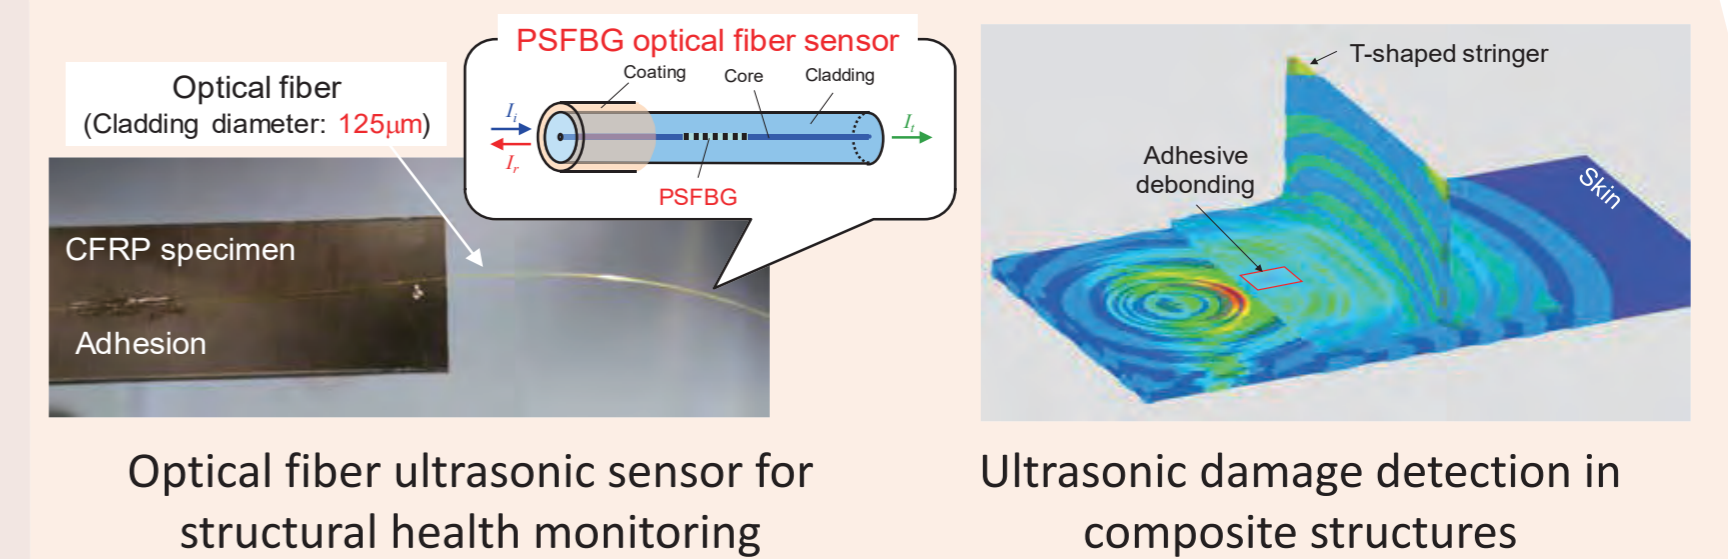 PSFBG optical fiber sensor
Coating
Core
Cladding
Optical fiber
(Cladding diameter: 125μm)
I_i
I_r
I_t
PSFBG
CFRP specimen
Adhesion
T-shaped stringer
Adhesive
debonding
Skin
Optical fiber ultrasonic sensor for
structural health monitoring
Ultrasonic damage detection in
composite structures